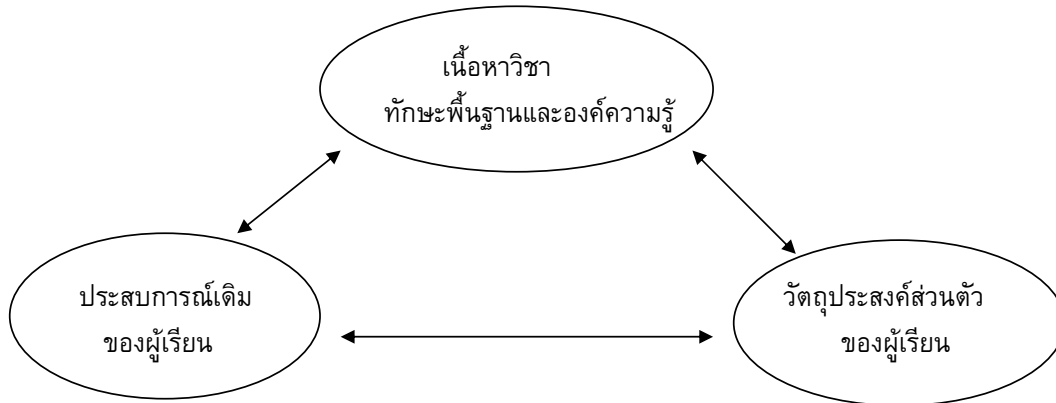 เนื้อหาวิชา
ทักษะพื้นฐานและองค์ความรู้
ประสบการณ์เดิม
ของผู้เรียน
วัตถุประสงค์ส่วนตัว
ของผู้เรียน